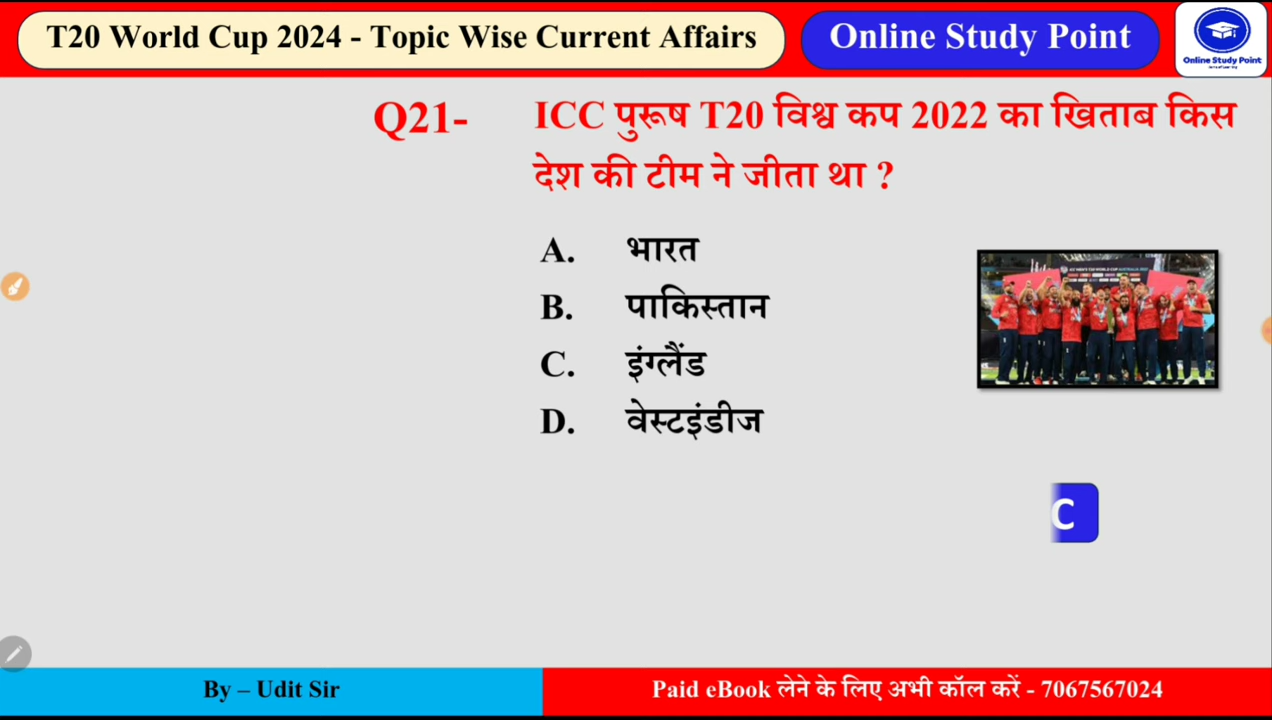 T20 World Cup 2024 - Topic Wise Current Affairs
Online Study Point
Online Study Point
Q21- ICC पुरूष T20 विश्व कप 2022 का खिताब किस
देश की टीम ने जीता था ?
A. भारत
B. पाकिस्तान
C. इंग्लैंड
D. वेस्टइंडीज
C
By – Udit Sir
Paid eBook लेने के लिए अभी कॉल करें - 7067567024